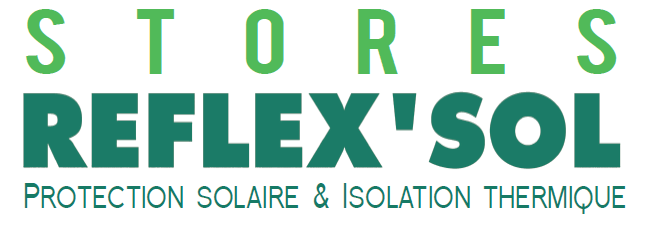 STORES
REFLEX'SOL
PROTECTION SOLAIRE & ISOLATION THERMIQUE